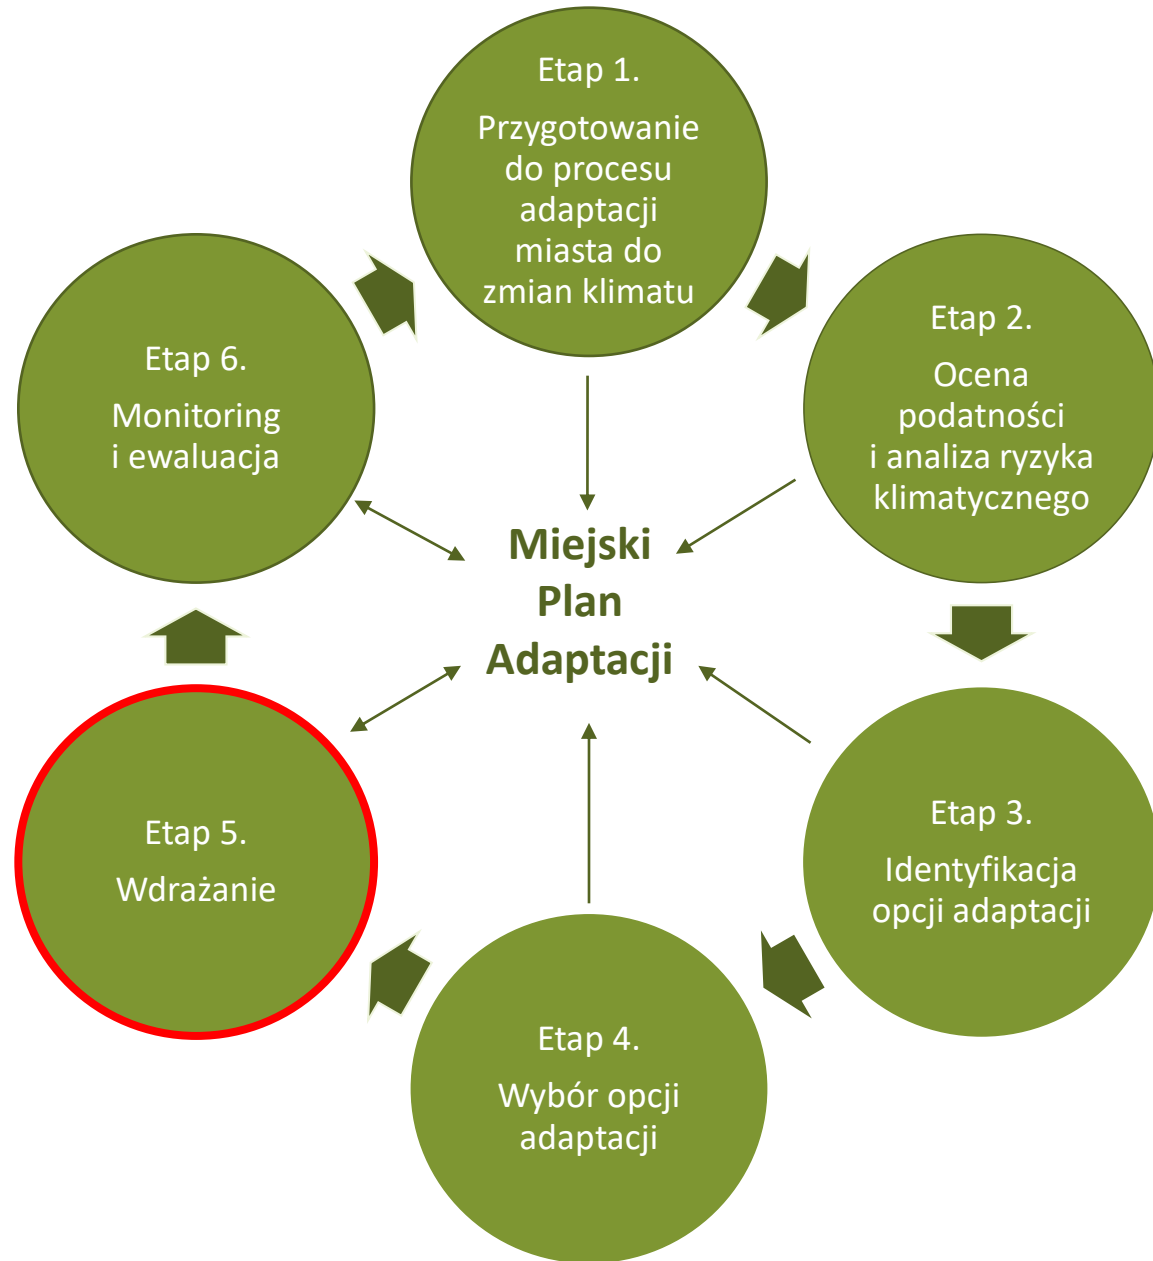 Etap 1.
Przygotowanie
do procesu
adaptacji
miasta do
zmian klimatu
Etap 2.
Ocena
podatności
i analiza ryzyka
klimatycznego
Etap 3.
Identyfikacja
opcji adaptacji
Etap 4.
Wybór opcji
adaptacji
Etap 5.
Wdrażanie
Etap 6.
Monitoring
i ewaluacja
Miejski
Plan
Adaptacji